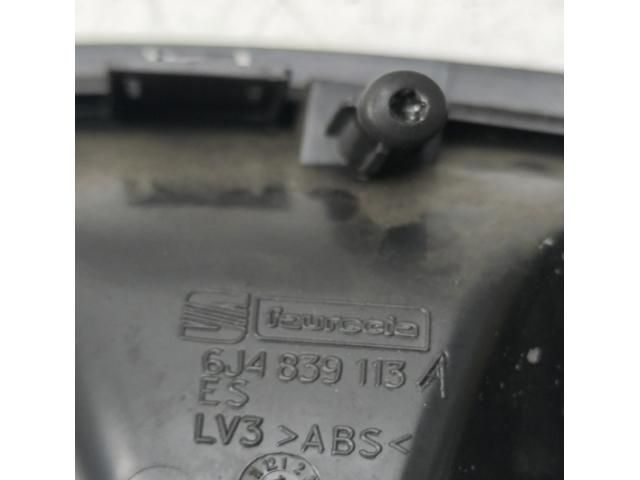 faurecia
6J4 839 113 A
ES
LV3 >ABS<